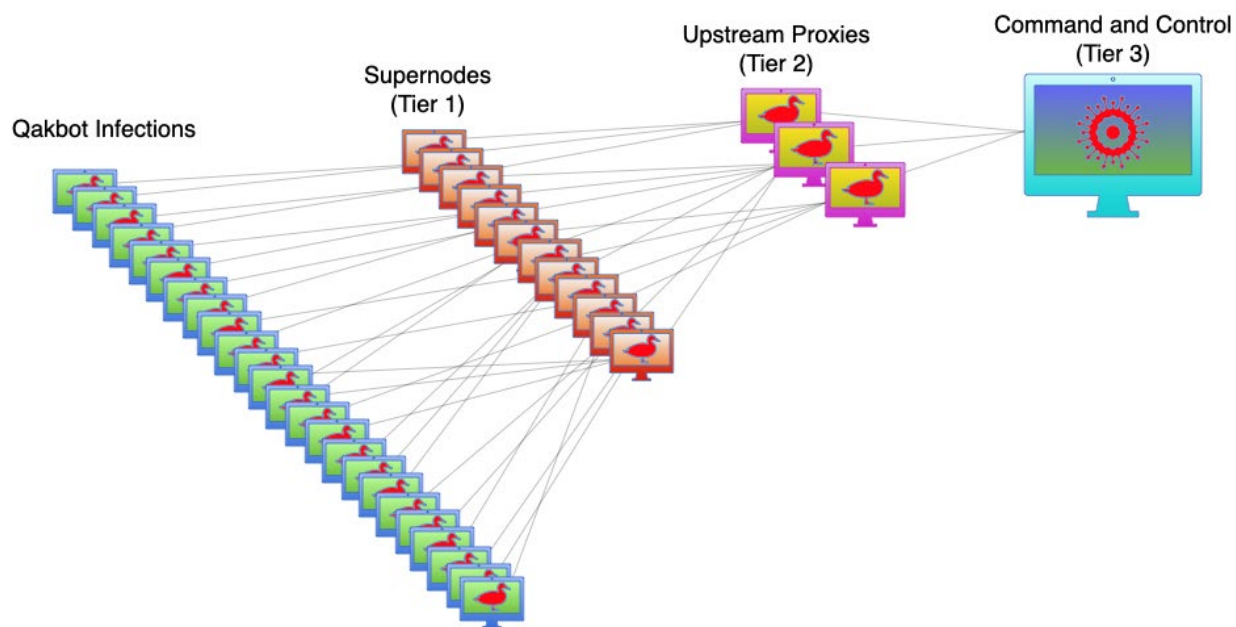 Qakbot Infections
Supernodes
(Tier 1)
Upstream Proxies
(Tier 2)
Command and Control
(Tier 3)